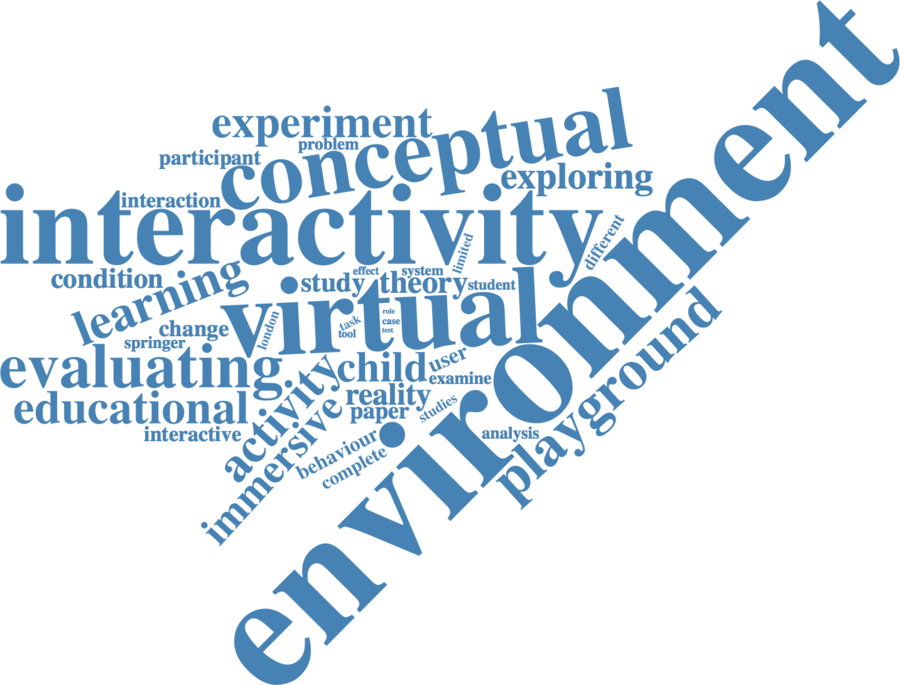 environment
experiment
problem
conceptual
participant
exploring
interaction
interactivity
different
limited
condition
learning
study
effect
theory
system
student
virtual
change
london
springer
task
tool
role
case
test
evaluating
child
user
examine
educational
activity
reality
paper
studies
interactive
immersive
behaviour
complete
analysis
playground